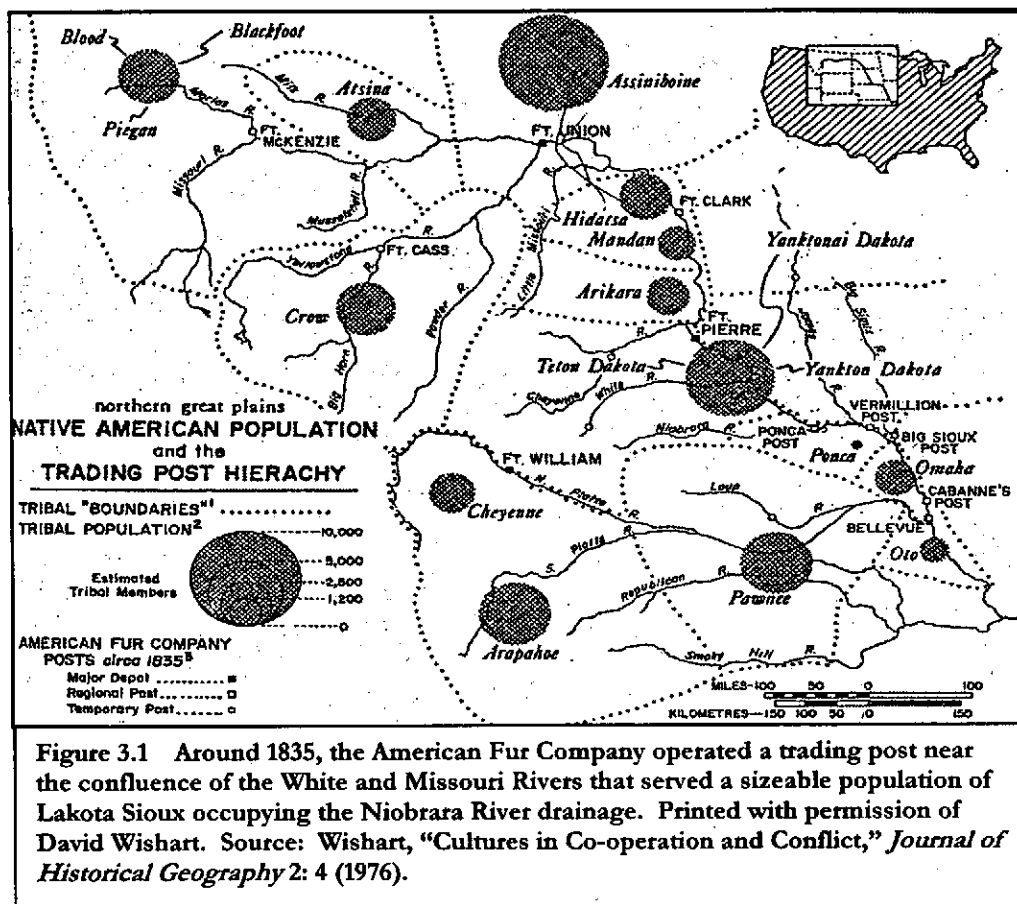 Blood
Blackfoot
Piegan
Marias R.
Milk R.
Atsina
Assiniboine
FT. UNION
FT. McKENZIE
Missouri R.
Musselshell R.
Yellowstone R.
FT. CASS
Crow
Big Horn R.
Powder R.
Little Missouri R.
Hidatsa
FT. CLARK
Mandan
Yanktonai Dakota
Arikara
FT. PIERRE
James R.
Big Sioux R.
Teton Dakota
Yankton Dakota
Cheyenne R.
White R.
Niobrara R.
PONCA POST
VERMILLION POST
BIG SIOUX POST
Ponca
Omaha
CABANNE'S POST
BELLEVUE
Oto
FT. WILLIAM
N. Platte R.
Loup R.
Cheyenne
S. Platte R.
Republican R.
Pawnee
Arapahoe
Smoky Hill R.
northern great plains
NATIVE AMERICAN POPULATION
and the
TRADING POST HIERACHY
TRIBAL "BOUNDARIES"¹
TRIBAL POPULATION²
10,000
5,000
2,500
1,200
0
Estimated
Tribal Members
AMERICAN FUR COMPANY
POSTS circa 1835³
Major Depot
Regional Post
Temporary Post
MILES 100 50 0 100
KILOMETRES 150 100 50 0 150
Figure 3.1 Around 1835, the American Fur Company operated a trading post near
the confluence of the White and Missouri Rivers that served a sizeable population of
Lakota Sioux occupying the Niobrara River drainage. Printed with permission of
David Wishart. Source: Wishart, “Cultures in Co-operation and Conflict,” Journal of
Historical Geography 2: 4 (1976).